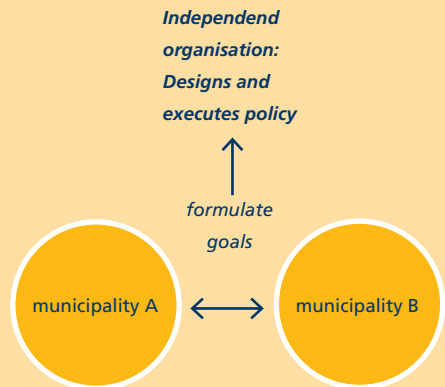 Independend
organisation:
Designs and
executes policy
formulate
goals
municipality A
municipality B